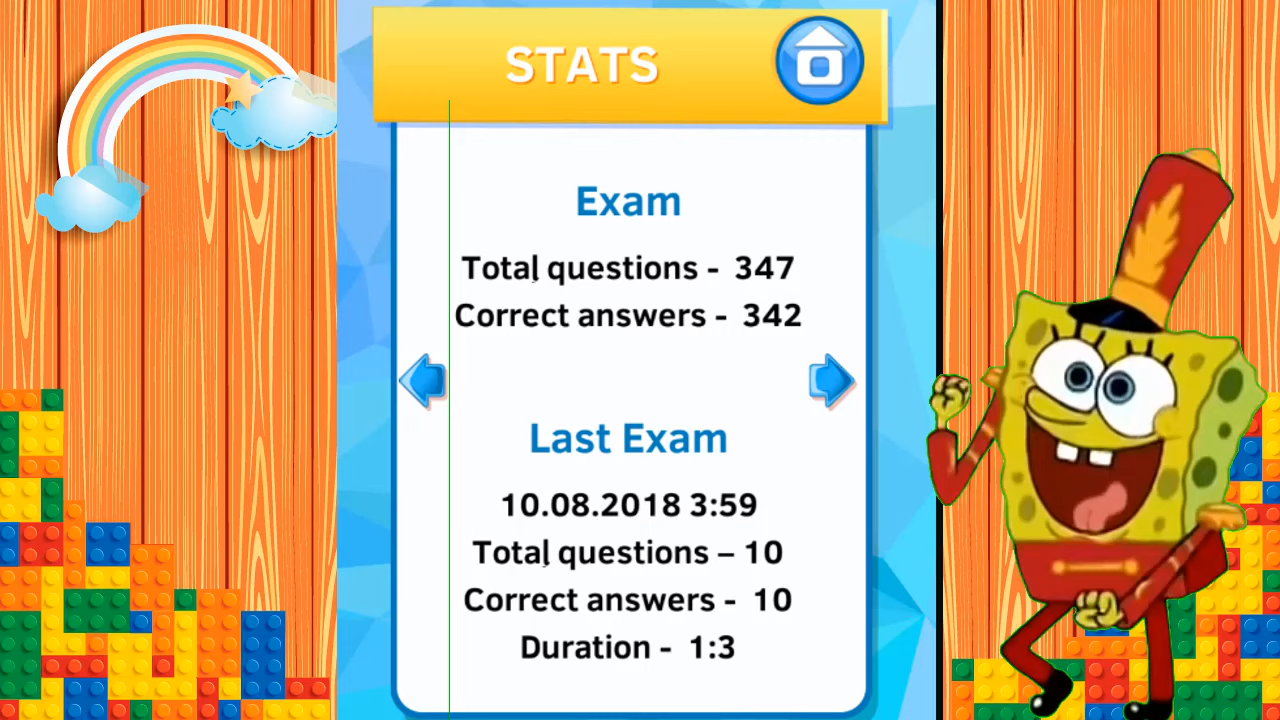 STATS
Exam
Total questions - 347
Correct answers - 342
Last Exam
10.08.2018 3:59
Total questions – 10
Correct answers - 10
Duration - 1:3